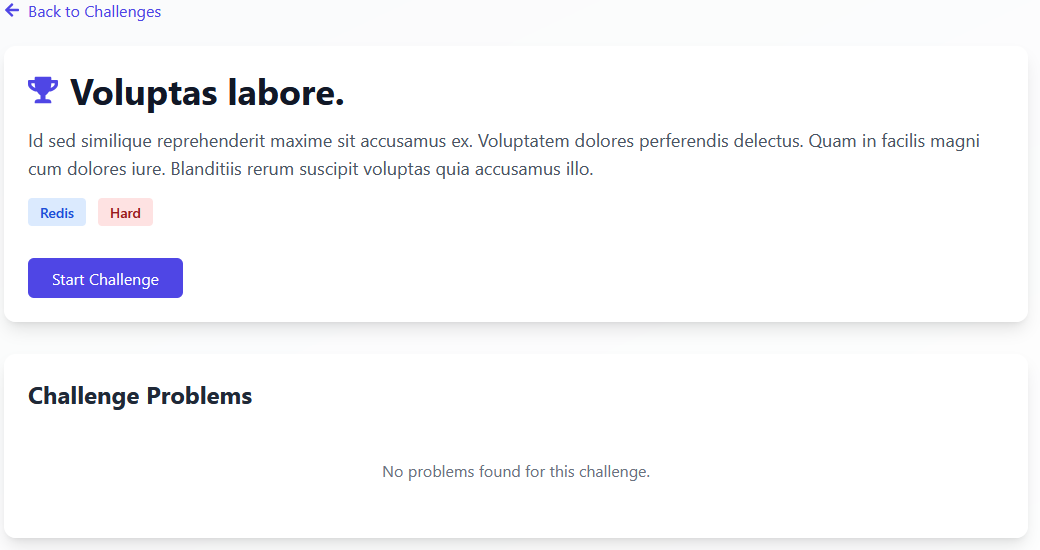 Back to Challenges
Voluptas labore.
Id sed similique reprehenderit maxime sit accusamus ex. Voluptatem dolores perferendis delectus. Quam in facilis magni
cum dolores iure. Blanditiis rerum suscipit voluptas quia accusamus illo.
Redis Hard
Start Challenge
Challenge Problems
No problems found for this challenge.